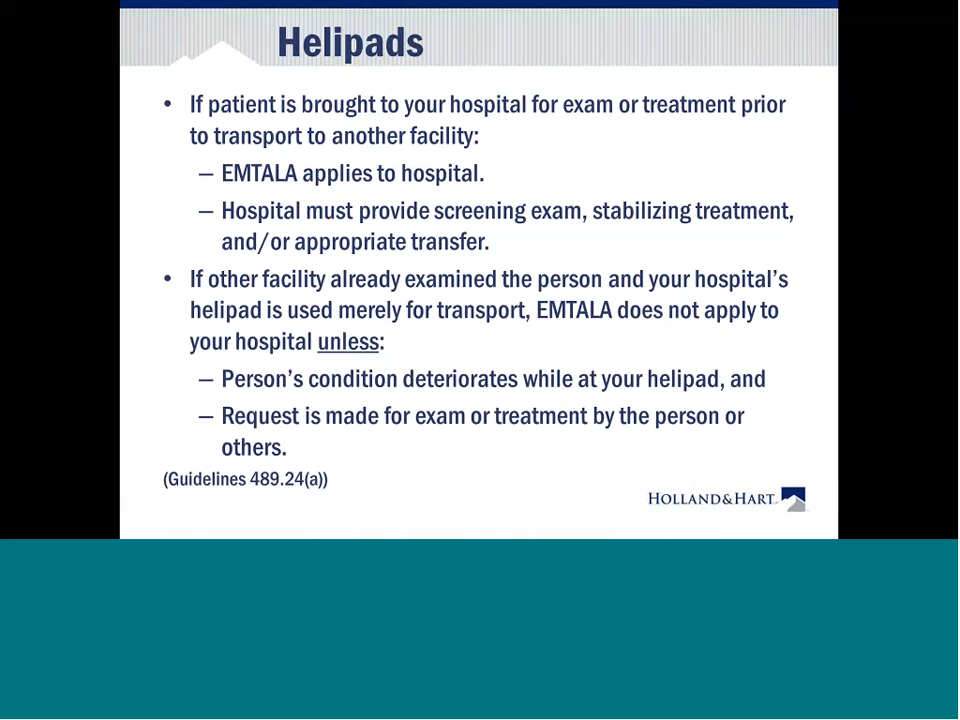 Helipads
• If patient is brought to your hospital for exam or treatment prior
to transport to another facility:
– EMTALA applies to hospital.
– Hospital must provide screening exam, stabilizing treatment,
and/or appropriate transfer.
• If other facility already examined the person and your hospital's
helipad is used merely for transport, EMTALA does not apply to
your hospital unless:
– Person's condition deteriorates while at your helipad, and
– Request is made for exam or treatment by the person or
others.
(Guidelines 489.24(a))
HOLLAND&HART